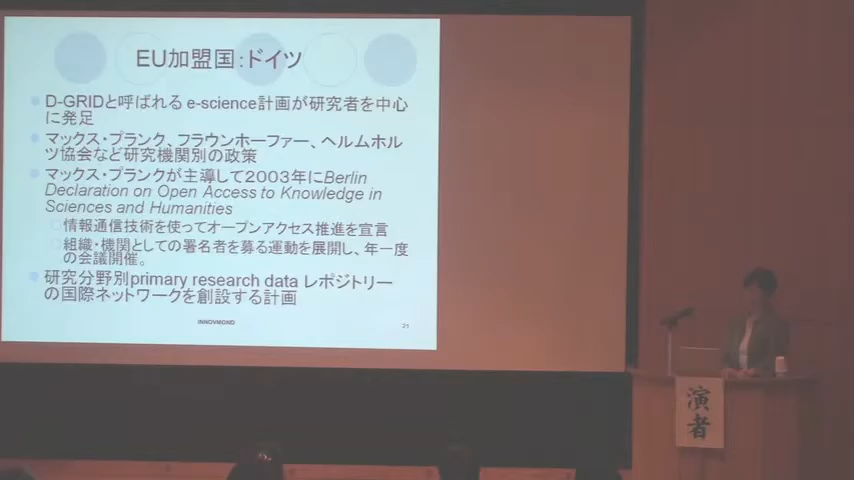 EU加盟国:ドイツ
D-GRIDと呼ばれる e-science計画が研究者を中心
に発足
マックス・プランク、フラウンホーファー、ヘルムホル
ツ協会など研究機関別の政策
マックス・プランクが主導して2003年にBerlin
Declaration on Open Access to Knowledge in
Sciences and Humanities
情報通信技術を使ってオープンアクセス推進を宣言
組織・機関としての署名者を募る運動を展開し、年一度
の会議開催。
研究分野別primary research data レポジトリー
の国際ネットワークを創設する計画
INNOVMOND
21
演者